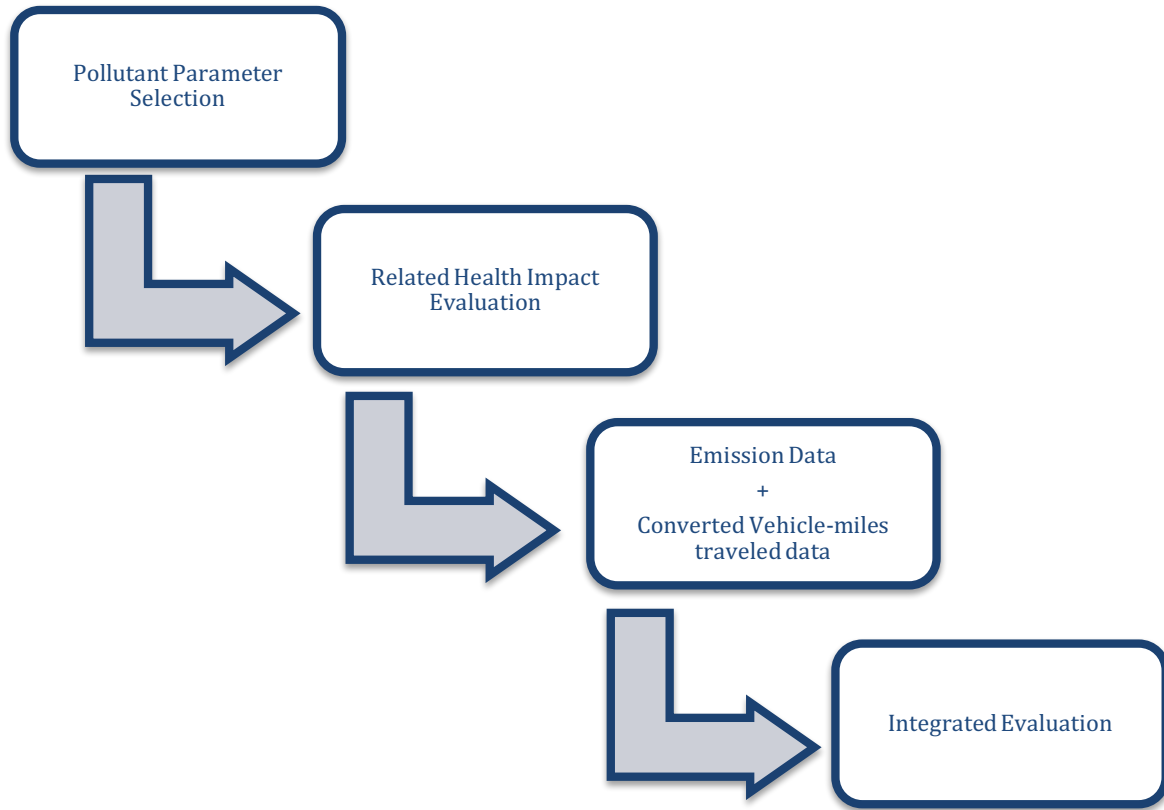 Pollutant Parameter
Selection
Related Health Impact
Evaluation
Emission Data
+
Converted Vehicle-miles
traveled data
Integrated Evaluation